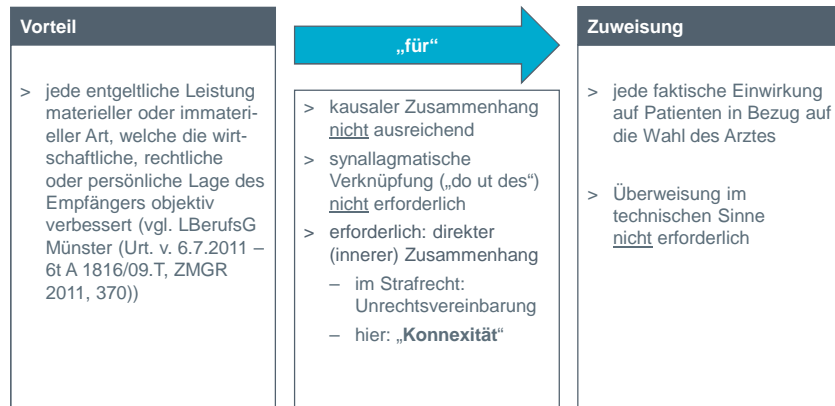 Vorteil
> jede entgeltliche Leistung
materieller oder immateri-
eller Art, welche die wirt-
schaftliche, rechtliche
oder persönliche Lage des
Empfängers objektiv
verbessert (vgl. LBerufsG
Münster (Urt. v. 6.7.2011 –
6t A 1816/09.T, ZMGR
2011, 370))
„für“
> kausaler Zusammenhang
nicht ausreichend
> synallagmatische
Verknüpfung („do ut des“)
nicht erforderlich
> erforderlich: direkter
(innerer) Zusammenhang
– im Strafrecht:
Unrechtsvereinbarung
– hier: „Konnexität“
Zuweisung
> jede faktische Einwirkung
auf Patienten in Bezug auf
die Wahl des Arztes
> Überweisung im
technischen Sinne
nicht erforderlich